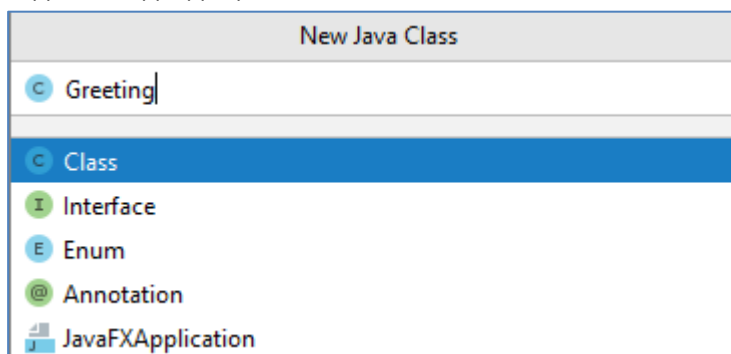 New Java Class
C Greeting
C Class
I Interface
E Enum
@ Annotation
J JavaFXApplication